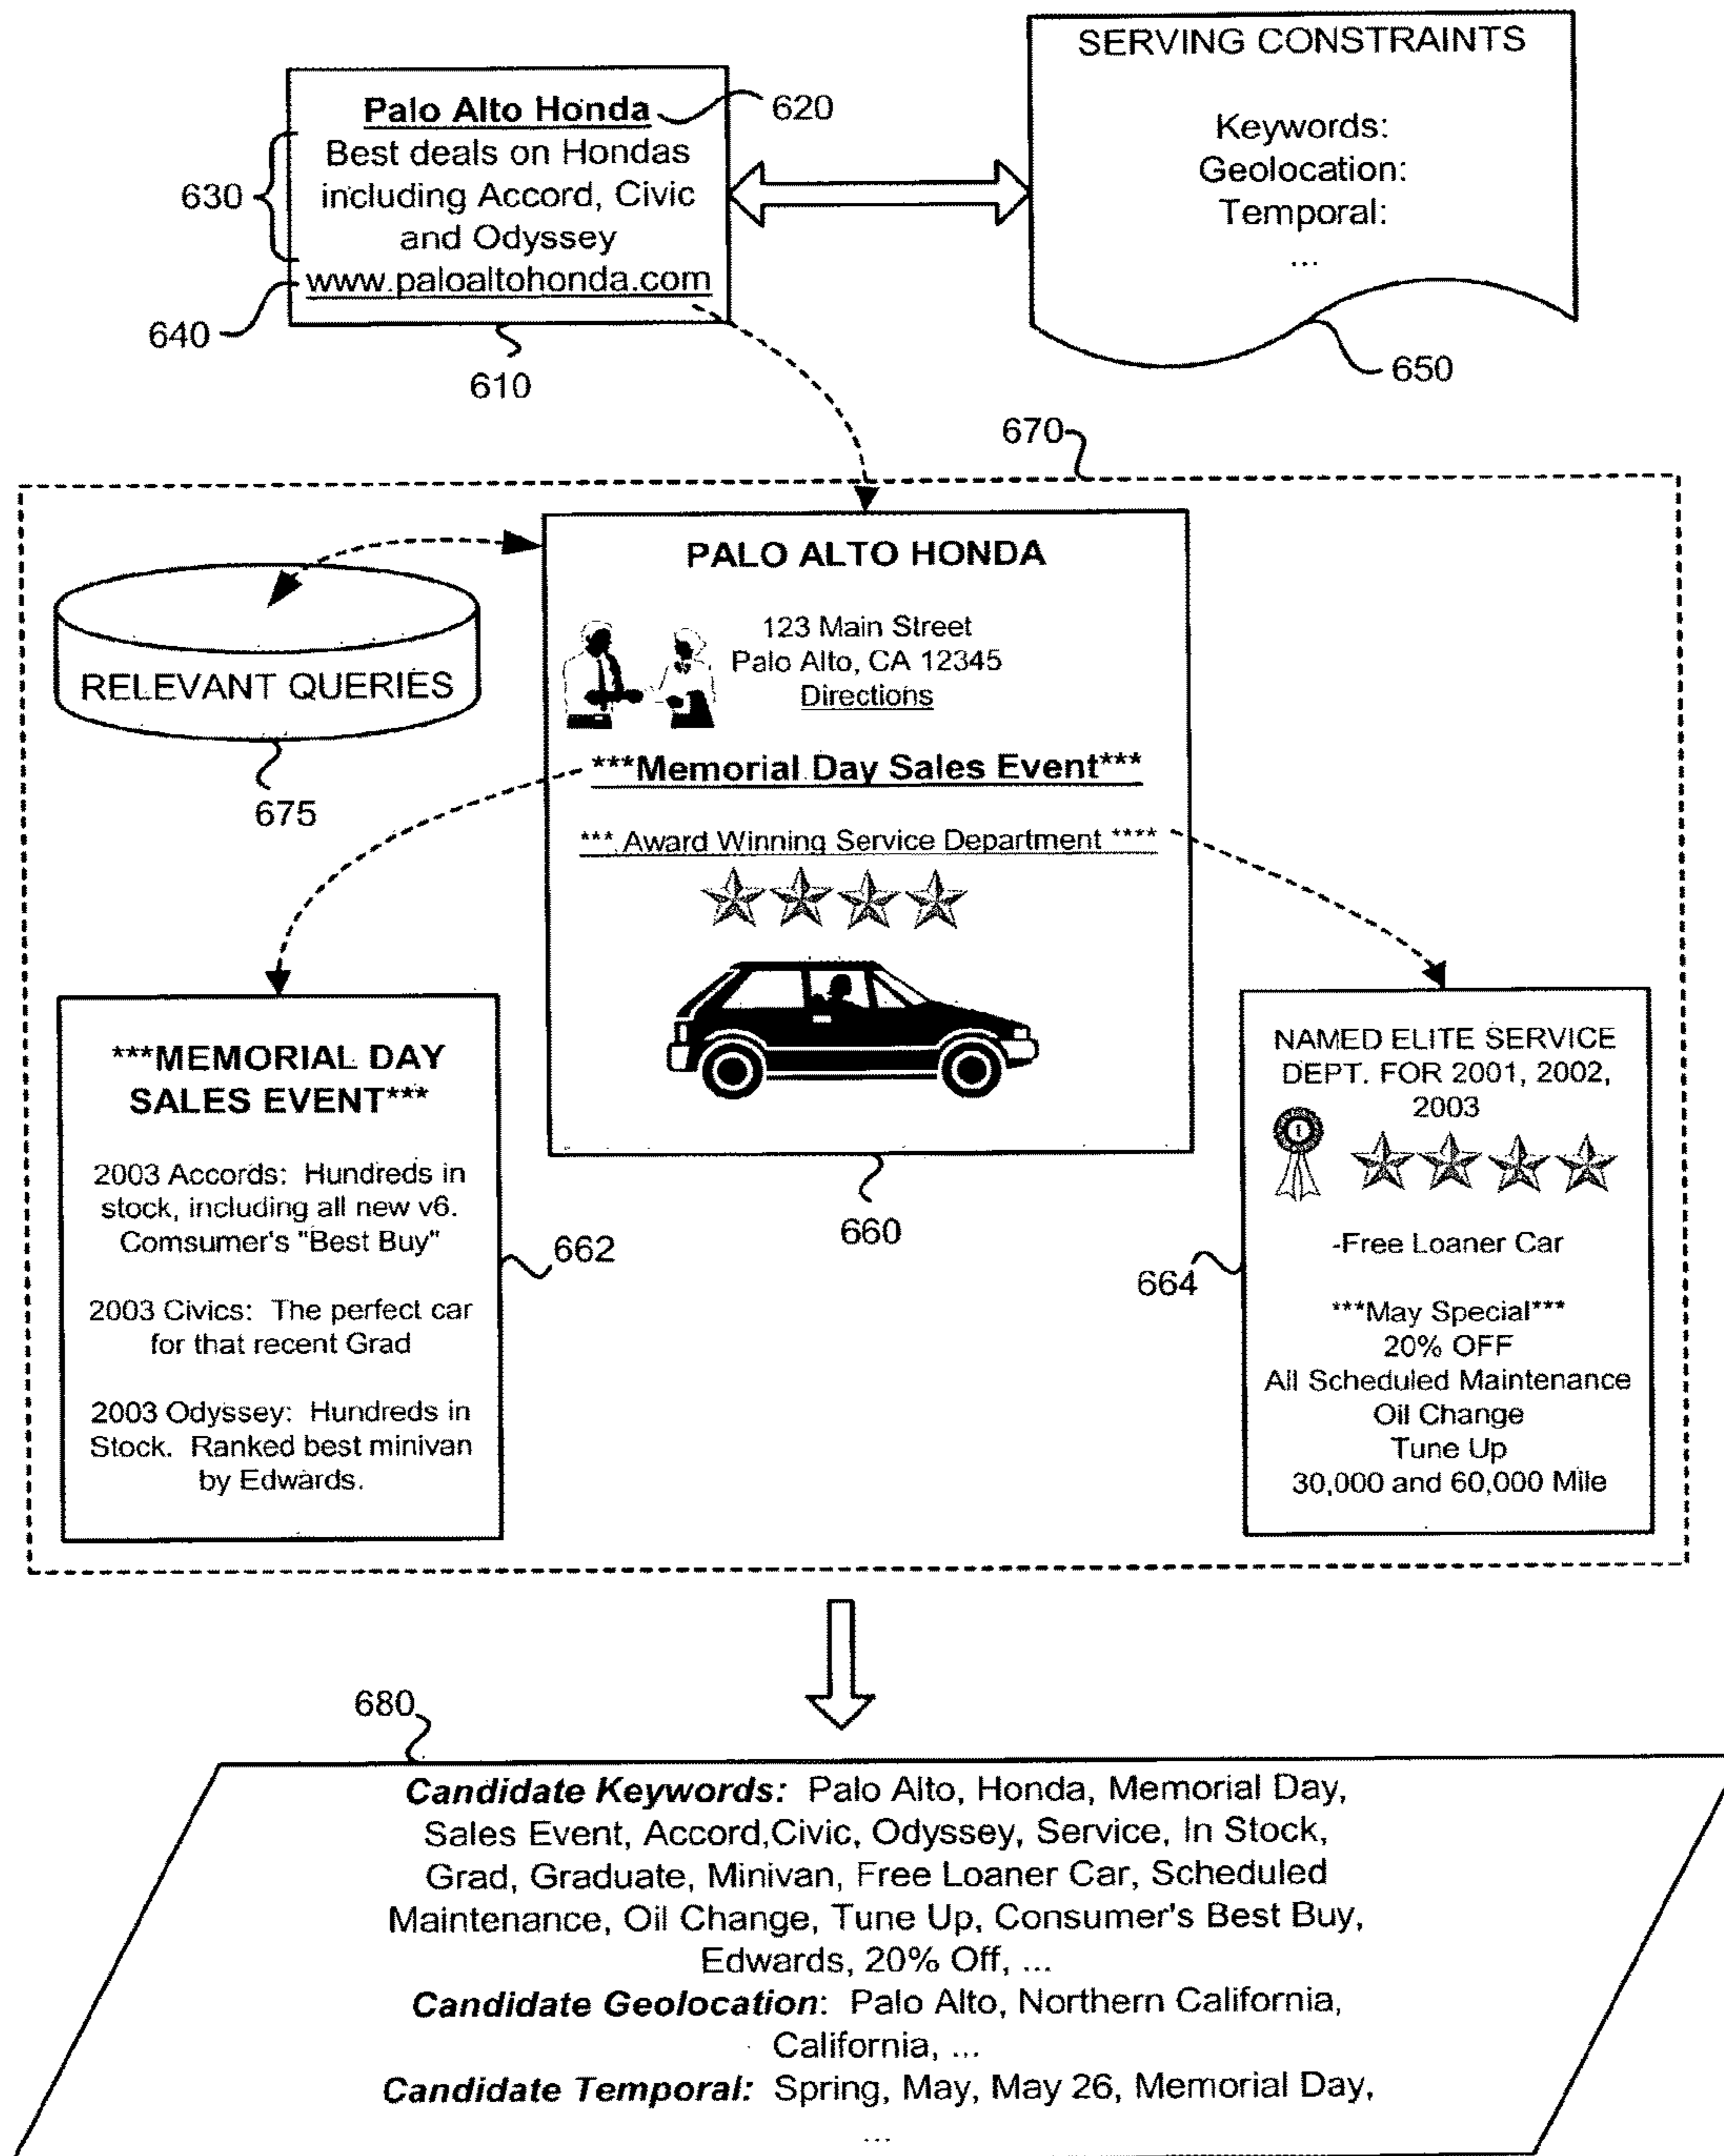 SERVING CONSTRAINTS
Keywords:
Geolocation:
Temporal:
...
650
Palo Alto Honda
620
Best deals on Hondas
including Accord, Civic
and Odyssey
630
www.paloaltohonda.com
640
610
670
RELEVANT QUERIES
675
PALO ALTO HONDA
123 Main Street
Palo Alto, CA 12345
Directions
***Memorial Day Sales Event***
*** Award Winning Service Department ****
660
***MEMORIAL DAY
SALES EVENT***
2003 Accords: Hundreds in
stock, including all new v6.
Comsumer's "Best Buy"
2003 Civics: The perfect car
for that recent Grad
2003 Odyssey: Hundreds in
Stock. Ranked best minivan
by Edwards.
662
NAMED ELITE SERVICE
DEPT. FOR 2001, 2002,
2003
1
-Free Loaner Car
***May Special***
20% OFF
All Scheduled Maintenance
Oil Change
Tune Up
30,000 and 60,000 Mile
664
680
Candidate Keywords: Palo Alto, Honda, Memorial Day,
Sales Event, Accord,Civic, Odyssey, Service, In Stock,
Grad, Graduate, Minivan, Free Loaner Car, Scheduled
Maintenance, Oil Change, Tune Up, Consumer's Best Buy,
Edwards, 20% Off, ...
Candidate Geolocation: Palo Alto, Northern California,
California, ...
Candidate Temporal: Spring, May, May 26, Memorial Day,
...